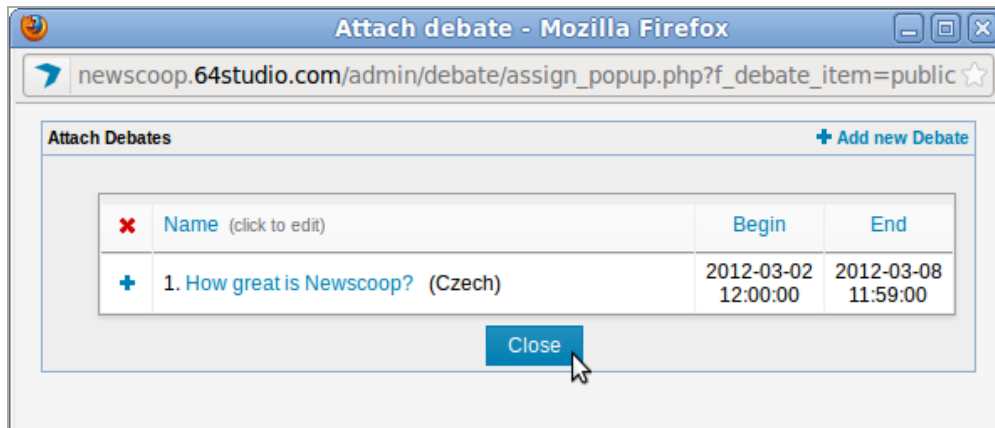 Attach debate - Mozilla Firefox
newscoop.64studio.com/admin/debate/assign_popup.php?f_debate_item=public
Attach Debates + Add new Debate
Name (click to edit) Begin End
1. How great is Newscoop? (Czech) 2012-03-02 2012-03-08
12:00:00 11:59:00
Close